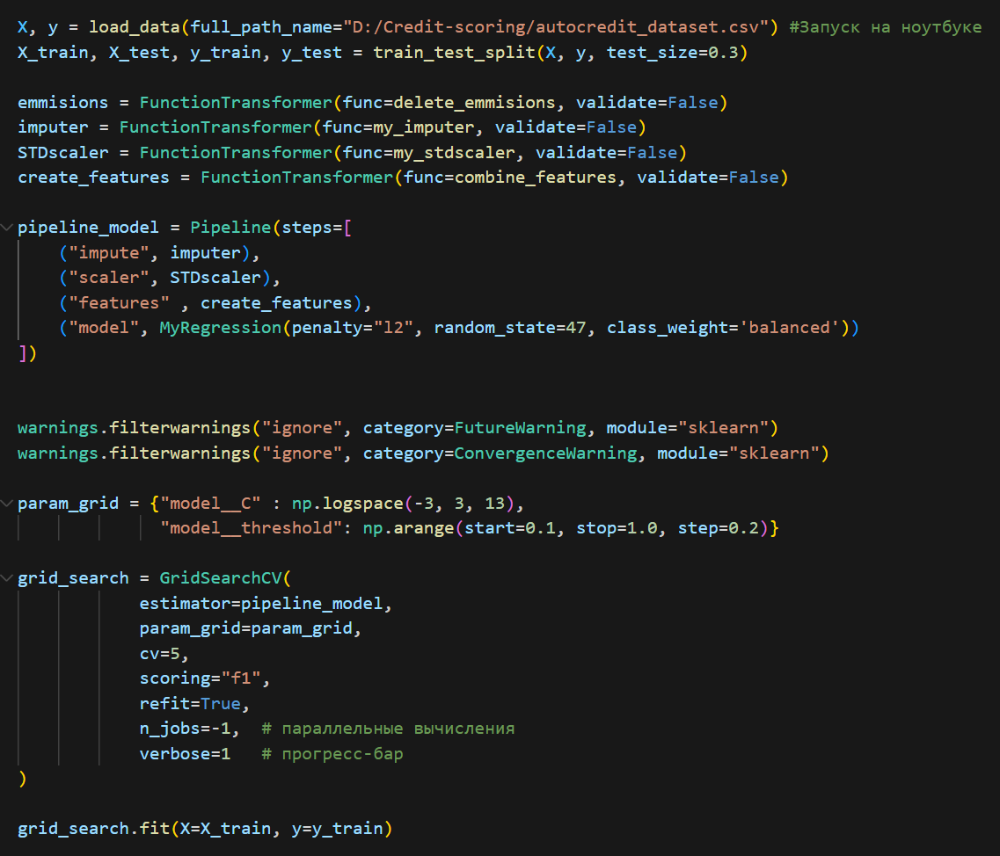 X, y = load_data(full_path_name="D:/Credit-scoring/autocredit_dataset.csv") #Запуск на ноутбуке
X_train, X_test, y_train, y_test = train_test_split(X, y, test_size=0.3)
emmisions = FunctionTransformer(func=delete_emmisions, validate=False)
imputer = FunctionTransformer(func=my_imputer, validate=False)
STDscaler = FunctionTransformer(func=my_stdscaler, validate=False)
create_features = FunctionTransformer(func=combine_features, validate=False)
pipeline_model = Pipeline(steps=[
("impute", imputer),
("scaler", STDscaler),
("features" , create_features),
("model", MyRegression(penalty="l2", random_state=47, class_weight='balanced'))
])
warnings.filterwarnings("ignore", category=FutureWarning, module="sklearn")
warnings.filterwarnings("ignore", category=ConvergenceWarning, module="sklearn")
param_grid = {"model__C" : np.logspace(-3, 3, 13),
"model__threshold": np.arange(start=0.1, stop=1.0, step=0.2)}
grid_search = GridSearchCV(
estimator=pipeline_model,
param_grid=param_grid,
cv=5,
scoring="f1",
refit=True,
n_jobs=-1,  # параллельные вычисления
verbose=1   # прогресс-бар
)
grid_search.fit(X=X_train, y=y_train)